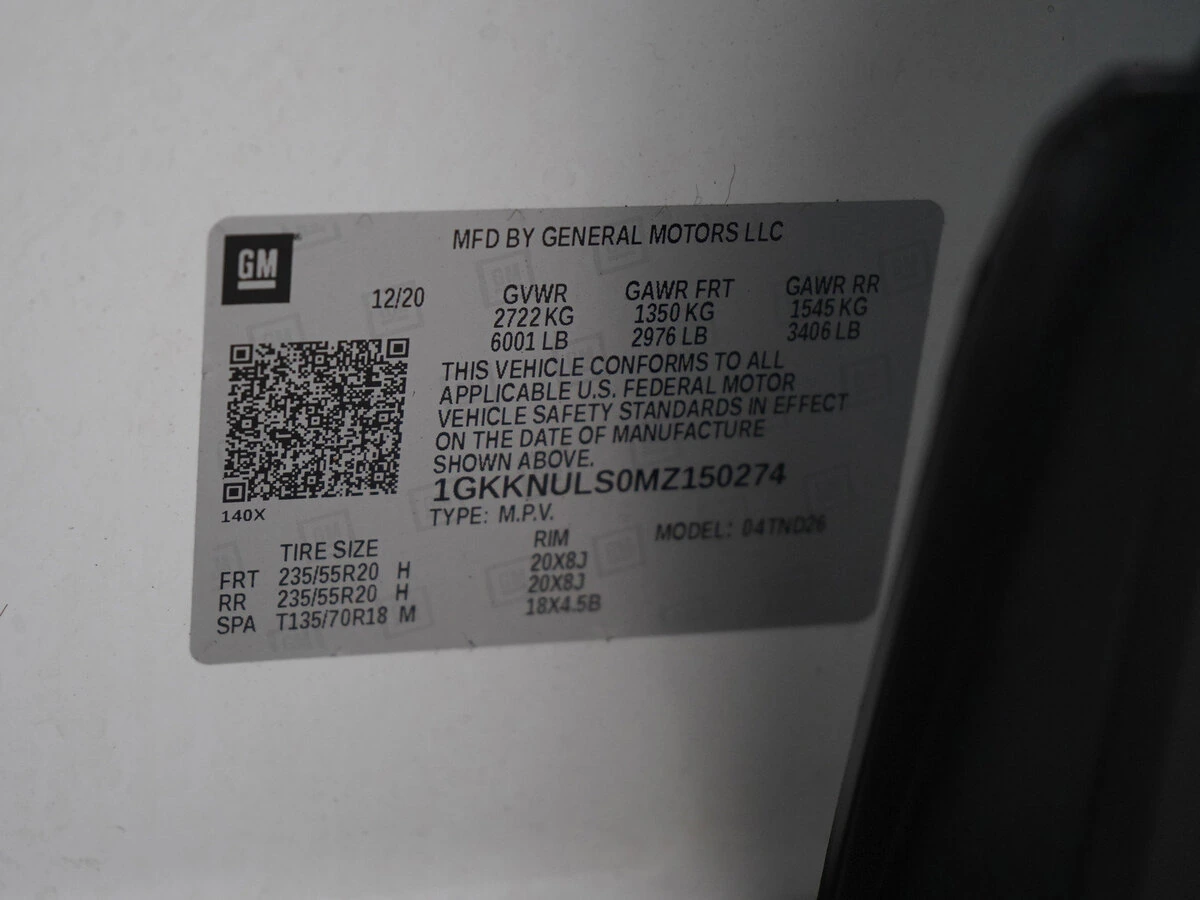 GM
MFD BY GENERAL MOTORS LLC
12/20 GVWR GAWR FRT GAWR RR
2722 KG 1350 KG 1545 KG
6001 LB 2976 LB 3406 LB
THIS VEHICLE CONFORMS TO ALL
APPLICABLE U.S. FEDERAL MOTOR
VEHICLE SAFETY STANDARDS IN EFFECT
ON THE DATE OF MANUFACTURE
SHOWN ABOVE.
1GKKNULS0MZ150274
140X
TYPE: M.P.V.
MODEL: 04TND26
TIRE SIZE RIM
FRT 235/55R20 H 20X8J
RR 235/55R20 H 20X8J
SPA T135/70R18 M 18X4.5B